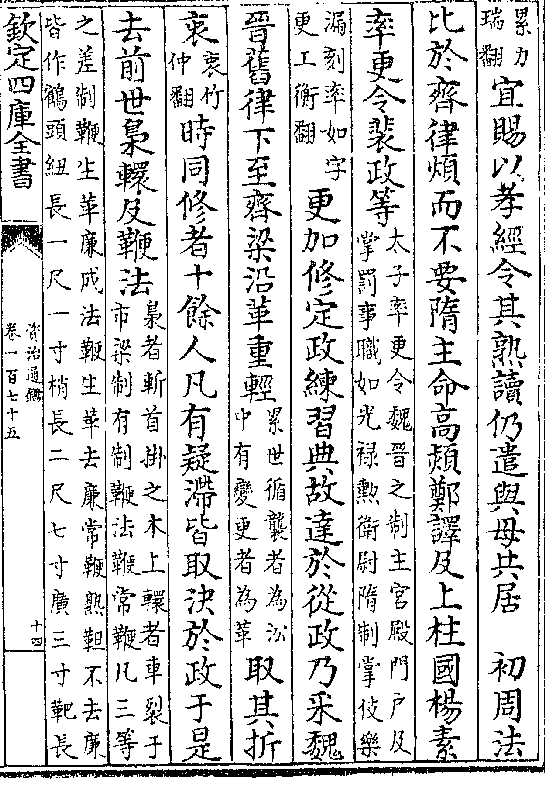 累力瑞翻宜賜以孝經令其熟讀仍遣與母共居　初周法
比於齊律煩而不要隋主命高熲鄭譯及上柱國楊素
率更令裴政等太子率更令魏晉之制主宮殿門户及掌罰事職如光禄勲衛尉隋制掌伎樂
漏刻率如字更工衡翻更加修定政練習典故達於從政乃采魏
晉舊律下至齊梁沿革重輕累世循襲者為沿中有變更者為革取其折
衷衷竹仲翻時同修者十餘人凡有疑滯皆取決於政于是
去前世梟轘及鞭法梟者斬首掛之木上轘者車裂于市梁制有制鞭法鞭常鞭凡三等
之差制鞭生革廉成法鞭生革去廉常鞭熟靼不去廉皆作鶴頭紐長一尺一寸梢長二尺七寸廣三寸靶長
欽定四庫全書
資治通鑑
卷一百七十五
十四